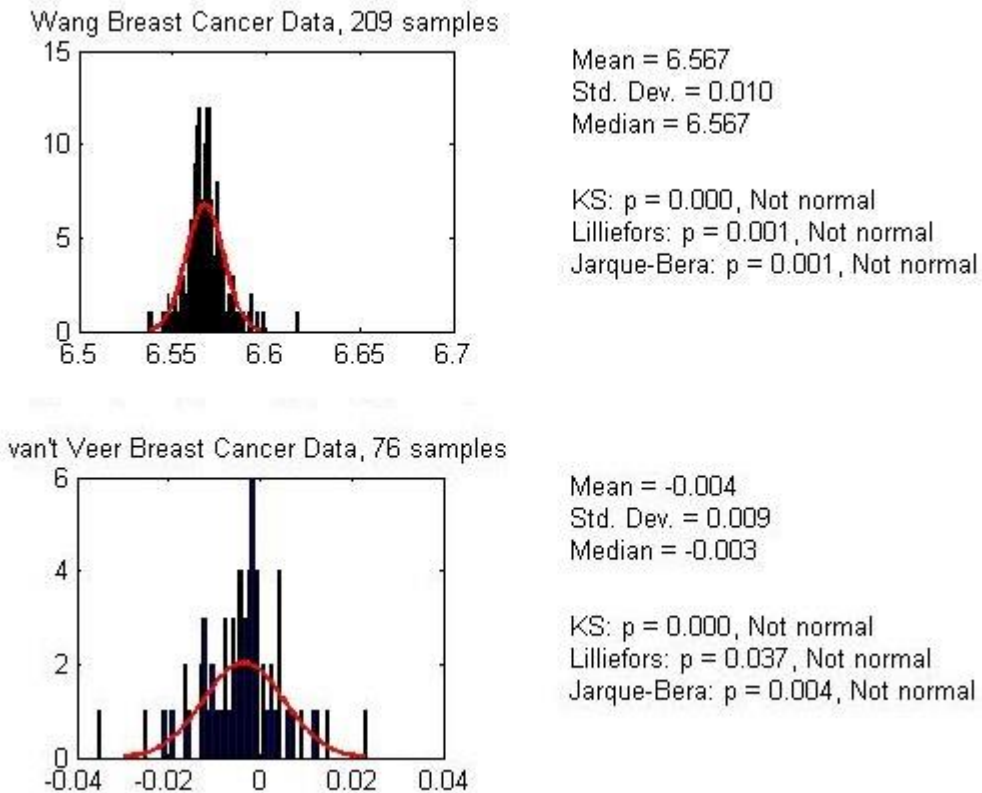 Wang Breast Cancer Data, 209 samples
15
10
5
0
6.5 6.55 6.6 6.65 6.7
Mean = 6.567
Std. Dev. = 0.010
Median = 6.567
KS: p = 0.000, Not normal
Lilliefors: p = 0.001, Not normal
Jarque-Bera: p = 0.001, Not normal
van't Veer Breast Cancer Data, 76 samples
6
4
2
0
-0.04 -0.02 0 0.02 0.04
Mean = -0.004
Std. Dev. = 0.009
Median = -0.003
KS: p = 0.000, Not normal
Lilliefors: p = 0.037, Not normal
Jarque-Bera: p = 0.004, Not normal